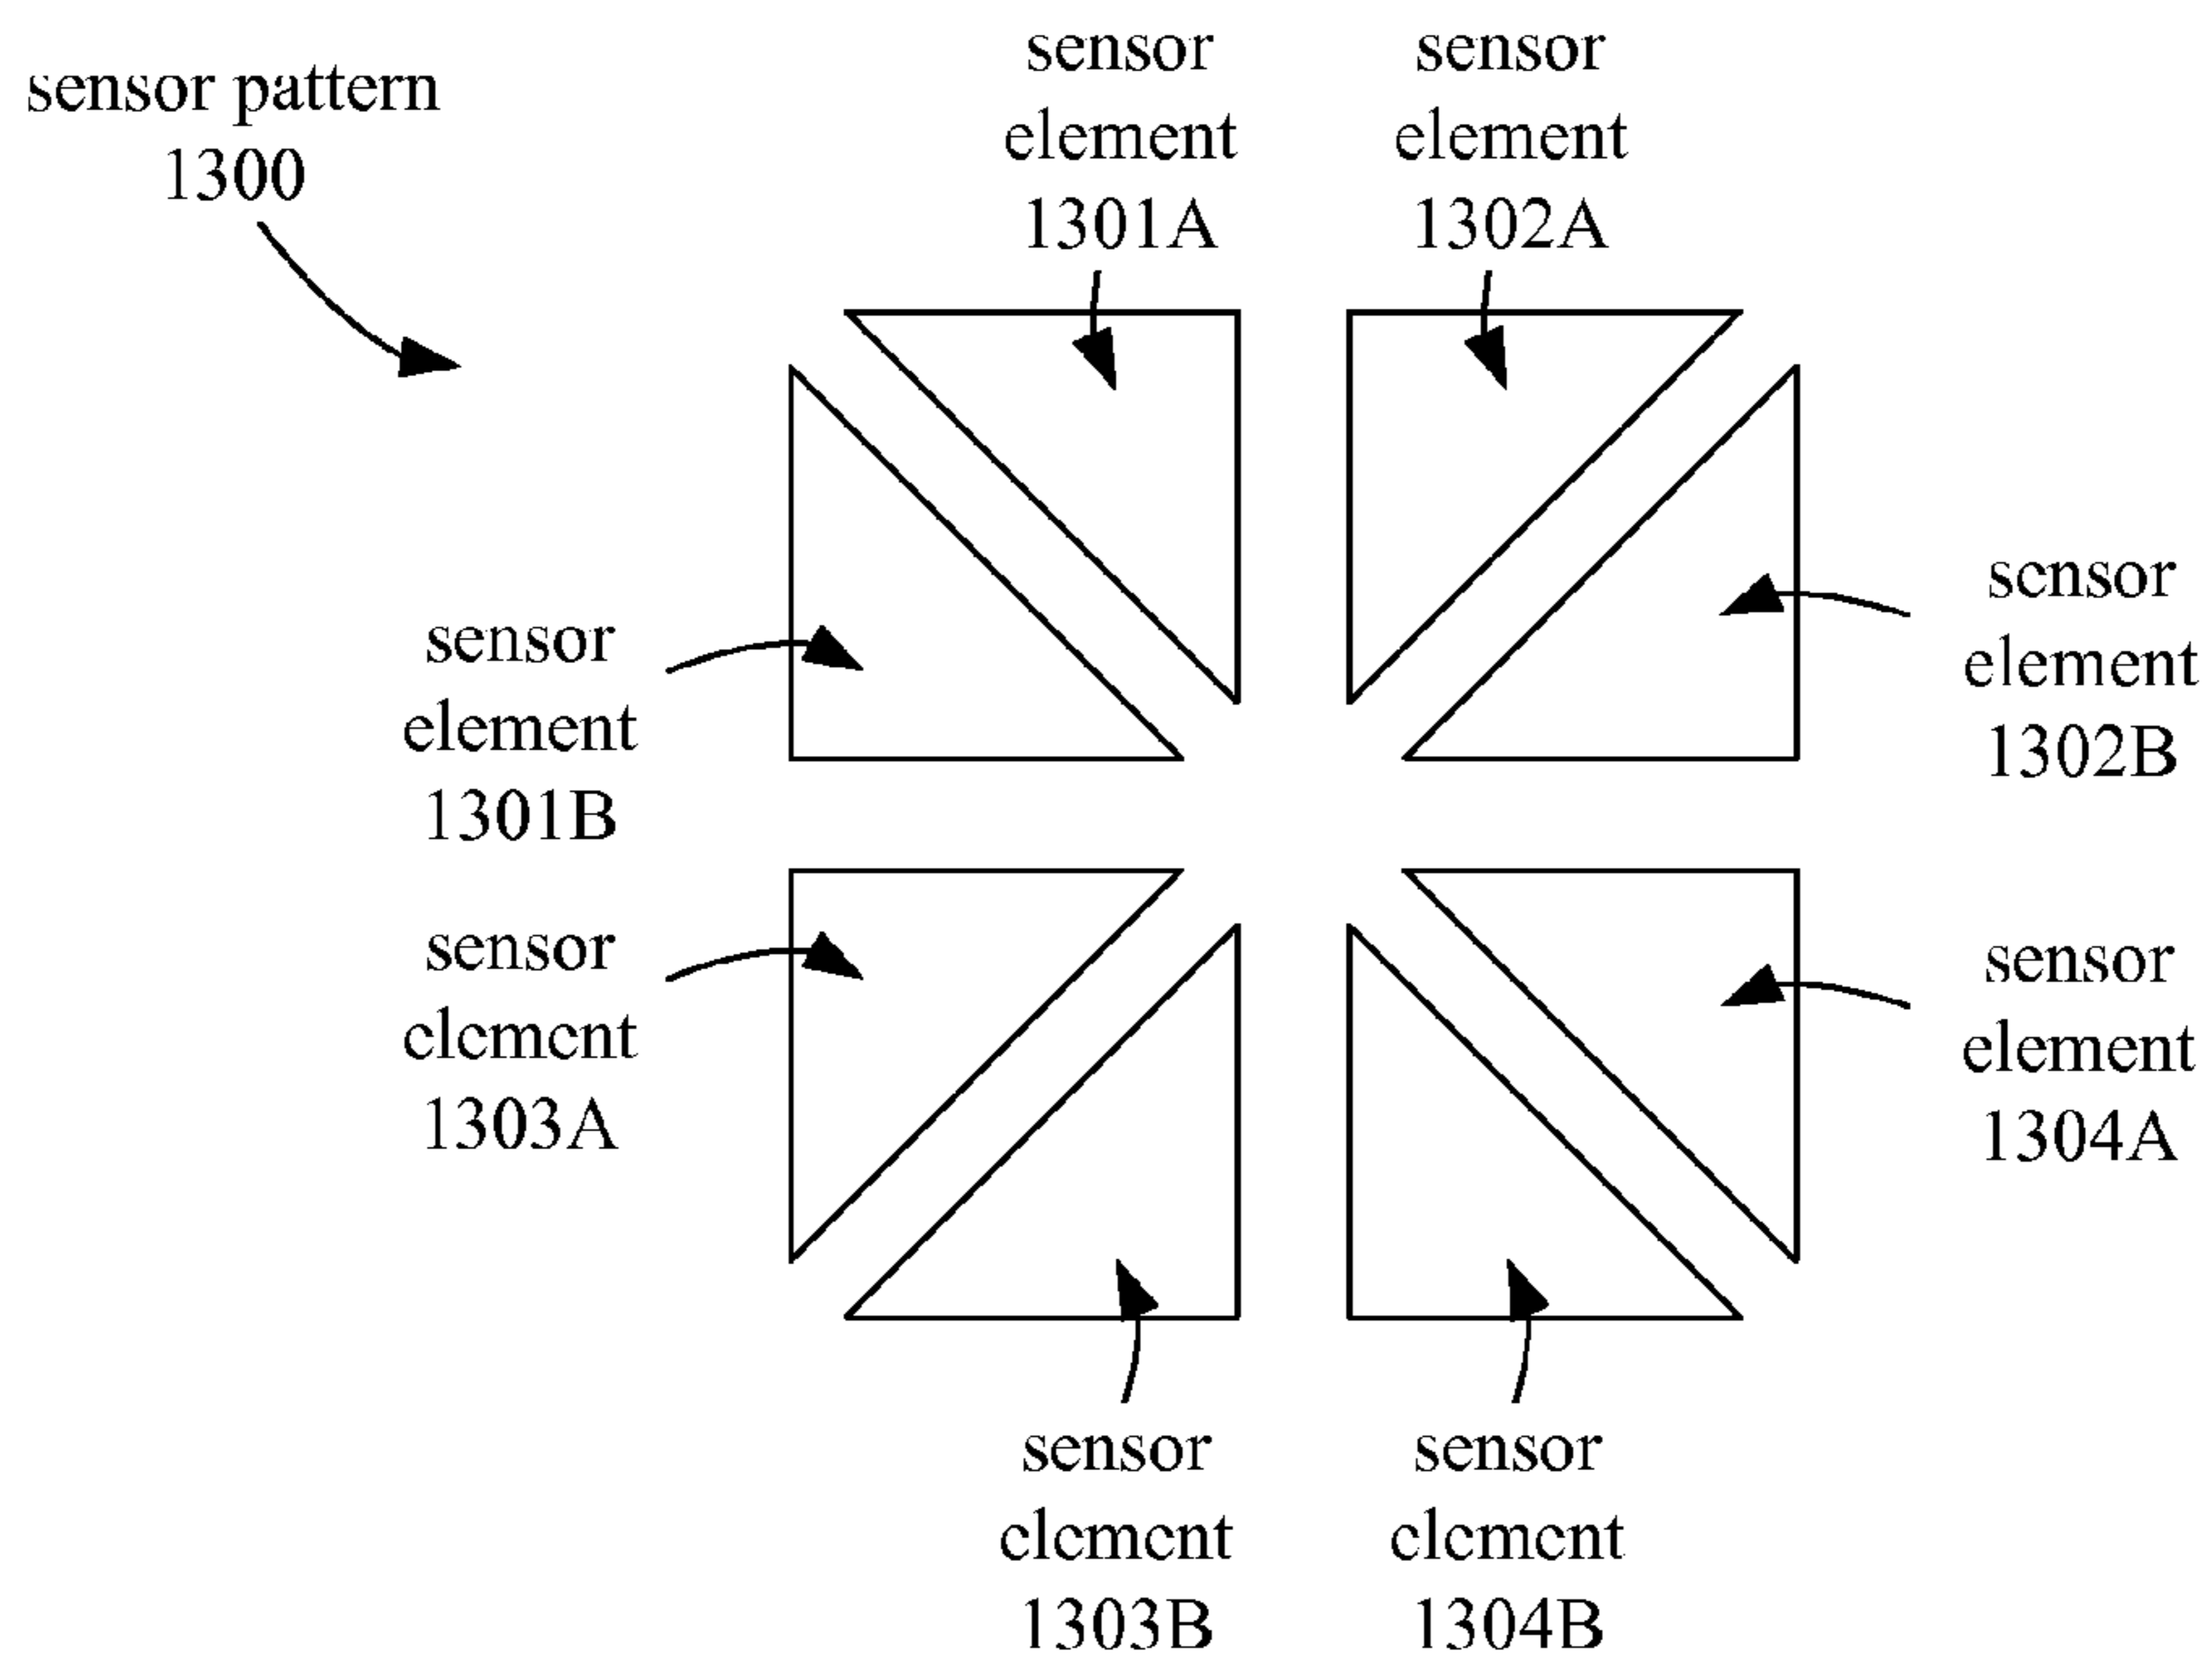 sensor pattern
1300
sensor
element
1301A
sensor
element
1302A
sensor
element
1301B
sensor
element
1302B
sensor
element
1303A
sensor
element
1304A
sensor
element
1303B
sensor
element
1304B